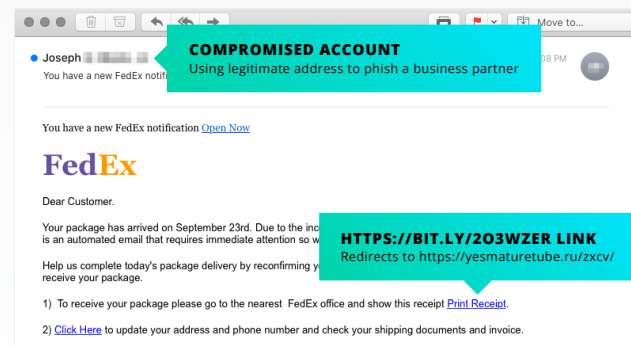 Move to...
COMPROMISED ACCOUNT
Using legitimate address to phish a business partner
Joseph
08 PM
You have a new FedEx notifi
You have a new FedEx notification Open Now
FedEx
Dear Customer.
Your package has arrived on September 23rd. Due to the inc
is an automated email that requires immediate attention so w
HTTPS://BIT.LY/2O3WZER LINK
Redirects to https://yesmaturetube.ru/zxcv/
Help us complete today's package delivery by reconfirming y
receive your package.
1) To receive your package please go to the nearest FedEx office and show this receipt Print Receipt.
2) Click Here to update your address and phone number and check your shipping documents and invoice.